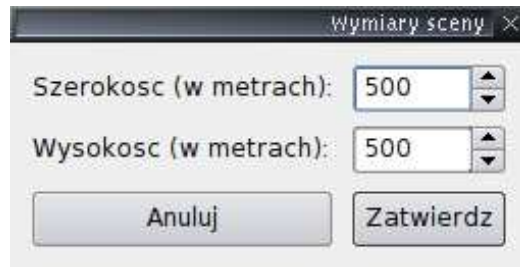 Wymiary sceny
Szerokosc (w metrach): 500
Wysokosc (w metrach): 500
Anuluj Zatwierdz